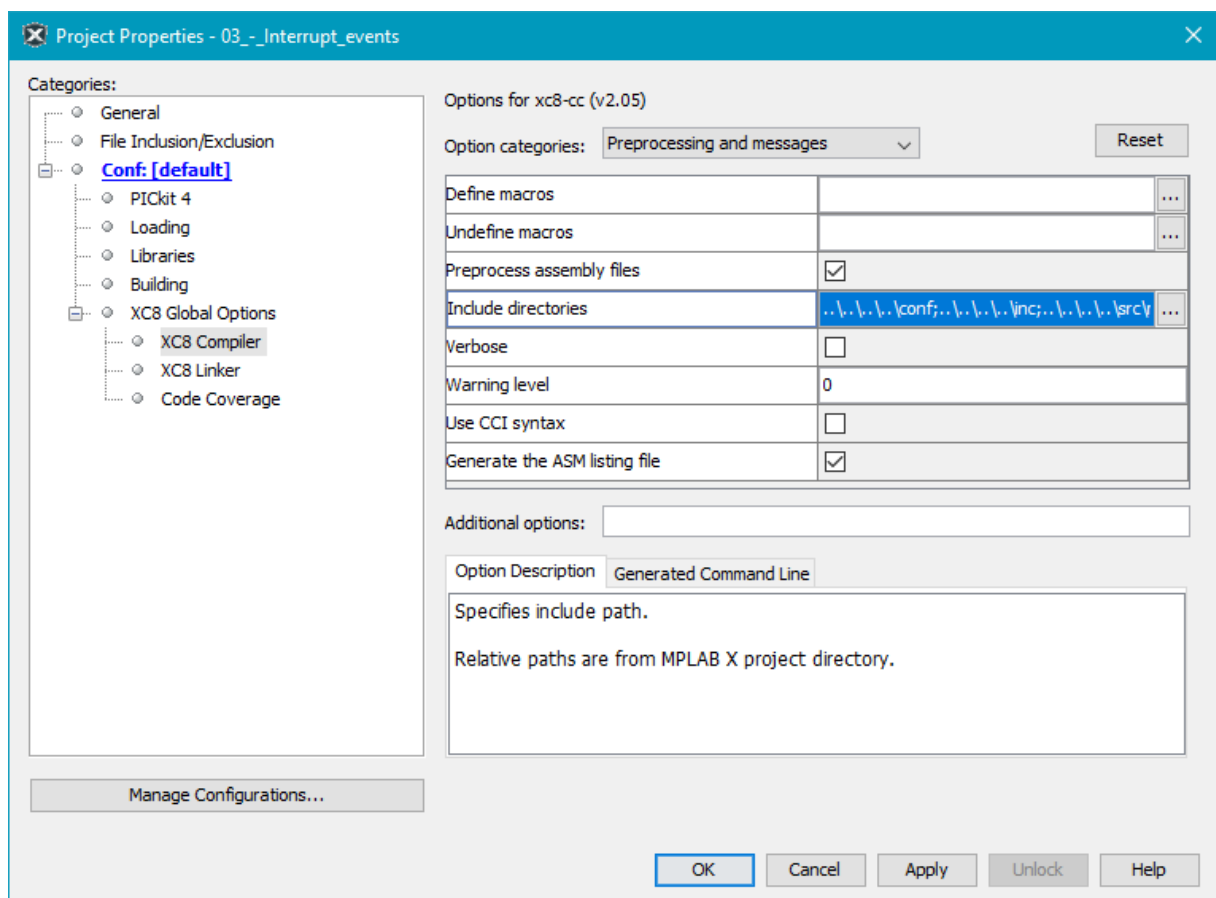 Project Properties - 03_-_Interrupt_events
Categories:
General
File Inclusion/Exclusion
Conf: [default]
PICkit 4
Loading
Libraries
Building
XC8 Global Options
XC8 Compiler
XC8 Linker
Code Coverage
Manage Configurations...
Options for xc8-cc (v2.05)
Option categories: Preprocessing and messages Reset
Define macros ...
Undefine macros ...
Preprocess assembly files
Include directories ..\..\..\..\conf;..\..\..\..\inc;..\..\..\..\src\ ...
Verbose
Warning level 0
Use CCI syntax
Generate the ASM listing file
Additional options:
Option Description Generated Command Line
Specifies include path.
Relative paths are from MPLAB X project directory.
OK Cancel Apply Unlock Help